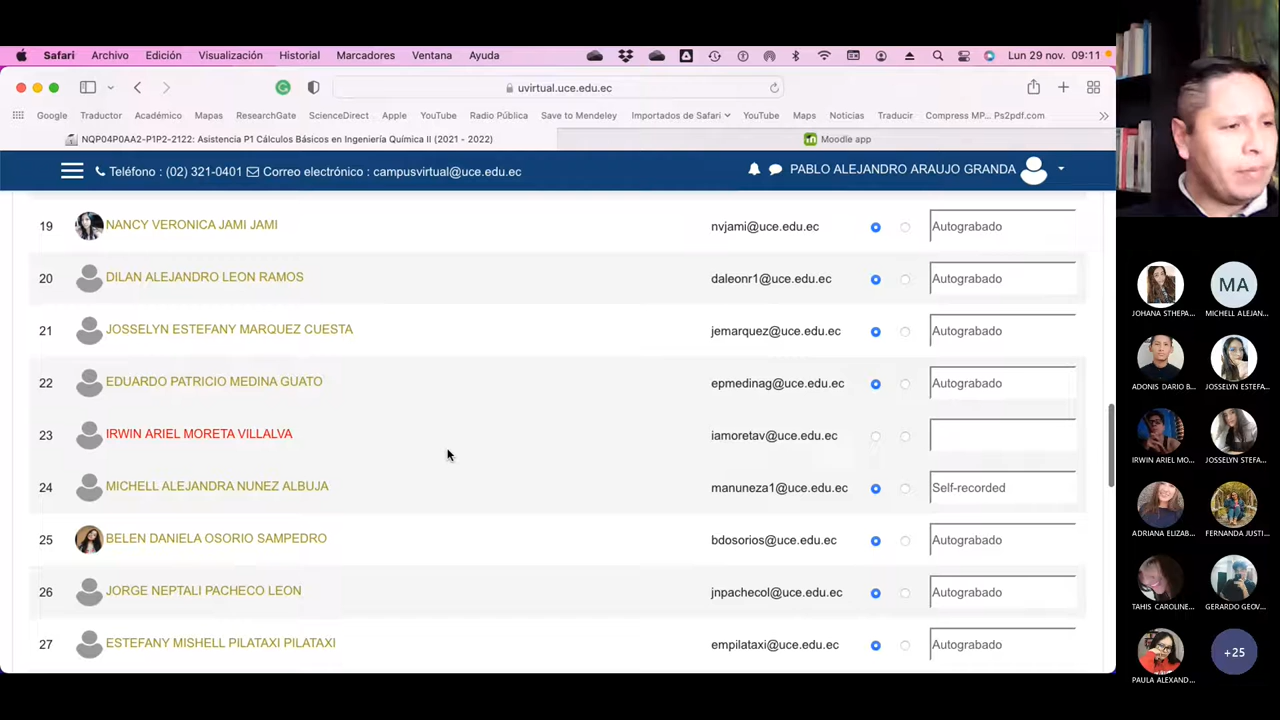 Safari Archivo Edición Visualización Historial Marcadores Ventana Ayuda Lun 29 nov. 09:11
uvirtual.uce.edu.ec
Google Traductor Académico Mapas ResearchGate ScienceDirect Apple YouTube Radio Pública Save to Mendeley Importados de Safari YouTube Maps Noticias Traducir Compress MP... Ps2pdf.com
NQP04P0AA2-P1P2-2122: Asistencia P1 Cálculos Básicos en Ingeniería Química II (2021 - 2022) Moodle app
Teléfono : (02) 321-0401 Correo electrónico : campusvirtual@uce.edu.ec PABLO ALEJANDRO ARAUJO GRANDA
19 NANCY VERONICA JAMI JAMI nvjami@uce.edu.ec Autograbado
20 DILAN ALEJANDRO LEON RAMOS daleonr1@uce.edu.ec Autograbado
21 JOSSELYN ESTEFANY MARQUEZ CUESTA jemarquez@uce.edu.ec Autograbado
22 EDUARDO PATRICIO MEDINA GUATO epmedinag@uce.edu.ec Autograbado
23 IRWIN ARIEL MORETA VILLALVA iamoretav@uce.edu.ec
24 MICHELL ALEJANDRA NUNEZ ALBUJA manuneza1@uce.edu.ec Self-recorded
25 BELEN DANIELA OSORIO SAMPEDRO bdosorios@uce.edu.ec Autograbado
26 JORGE NEPTALI PACHECO LEON jnpachecol@uce.edu.ec Autograbado
27 ESTEFANY MISHELL PILATAXI PILATAXI empilataxi@uce.edu.ec Autograbado
MA
JOHANA STHEPA... MICHELL ALEJAN...
ADONIS DARIO B... JOSSELYN ESTEFA...
IRWIN ARIEL MO... JOSSELYN STEFA...
ADRIANA ELIZAB... FERNANDA JUSTI...
TAHIS CAROLINE... GERARDO GEOV...
+25
PAULA ALEXAND...